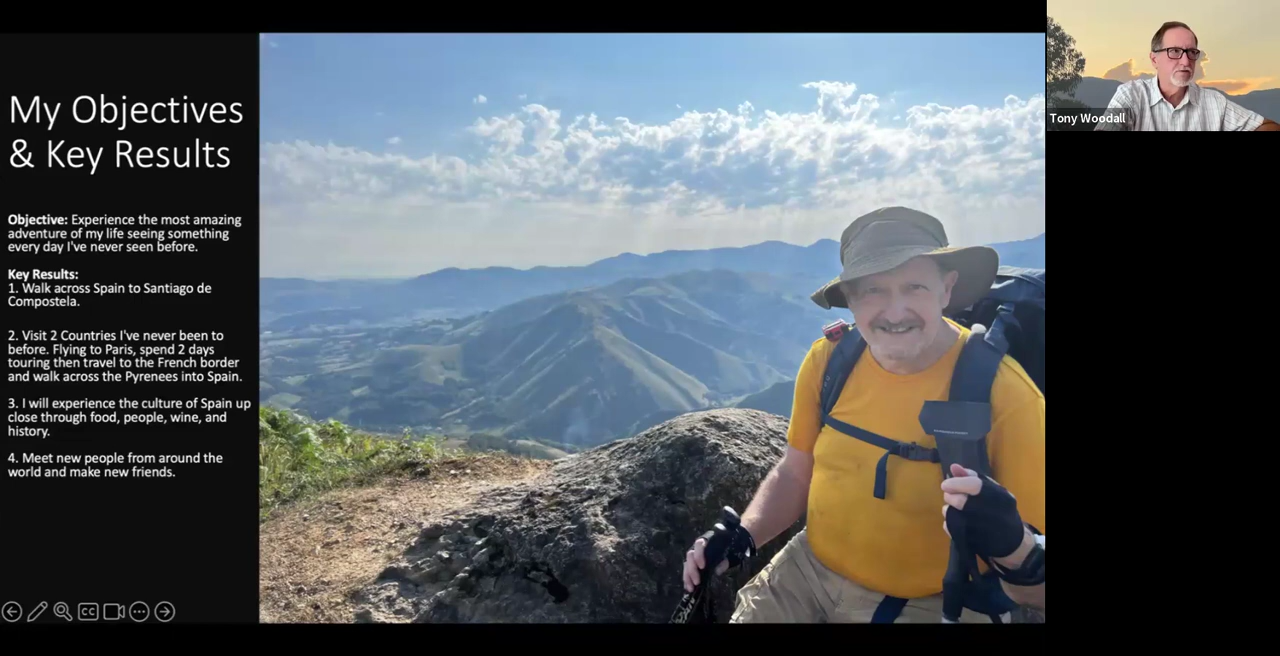 My Objectives
& Key Results
Objective: Experience the most amazing
adventure of my life seeing something
every day I've never seen before.
Key Results:
1. Walk across Spain to Santiago de
Compostela.
2. Visit 2 Countries I've never been to
before. Flying to Paris, spend 2 days
touring then travel to the French border
and walk across the Pyrenees into Spain.
3. I will experience the culture of Spain up
close through food, people, wine, and
history.
4. Meet new people from around the
world and make new friends.
CC
Tony Woodall